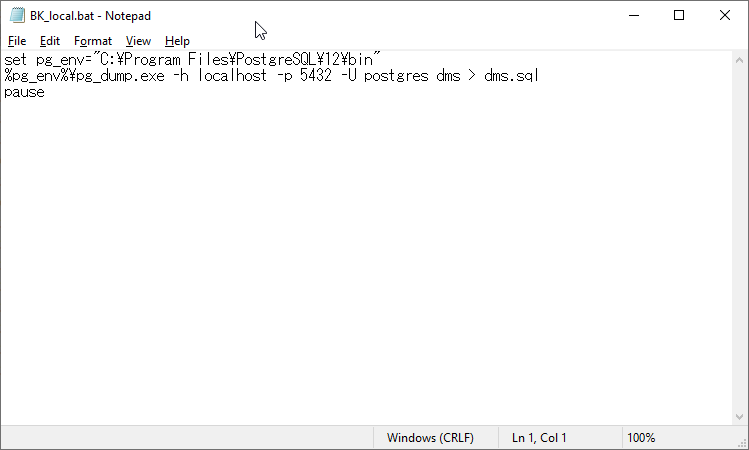 BK_local.bat - Notepad
File Edit Format View Help
set pg_env="C:¥Program Files¥PostgreSQL¥12¥bin"
%pg_env%¥pg_dump.exe -h localhost -p 5432 -U postgres dms > dms.sql
pause
Windows (CRLF) Ln 1, Col 1 100%